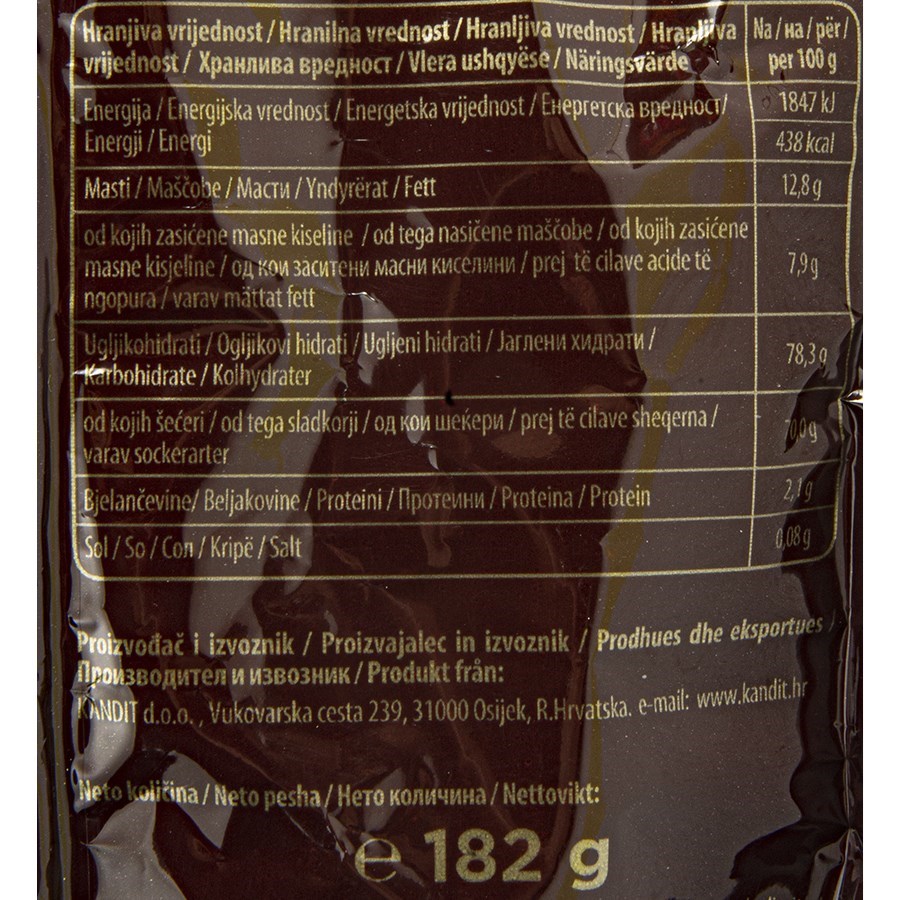 Hranjiva vrijednost / Hranilna vrednost / Hranljiva vrednost / Hranljiva
vrijednost / Хранлива вредност / Vlera ushqyese / Näringsvärde
Na / на / për /
per 100 g
Energija / Energijska vrednost / Energetska vrijednost / Енергетска вредност/
Energji / Energi
1847 kJ
438 kcal
Masti / Maščobe / Масти / Yndyrërat / Fett
12,8 g
od kojih zasićene masne kiseline / od tega nasičene maščobe / od kojih zasićene
masne kisjeline / од кои заситени масни киселини / prej të cilave acide të
ngopura / varav mättat fett
7,9 g
Ugljikohidrati / Ogljikovi hidrati / Ugljeni hidrati / Јаглени хидрати /
Karbohidrate / Kolhydrater
78,3 g
od kojih šećeri / od tega sladkorji / од кои шеќери / prej të cilave sheqerna /
varav sockerarter
Bjelančevine/ Beljakovine / Proteini / Протеини / Proteina / Protein
2,1 g
Sol / So / Сол / Kripë / Salt
0,08 g
Proizvođač i izvoznik / Proizvajalec in izvoznik / Prodhues dhe eksportues /
Производител и извозник / Produkt från:
KANDIT d.o.o. , Vukovarska cesta 239, 31000 Osijek, R.Hrvatska. e-mail: www.kandit.hr
Neto količina / Neto pesha / Нето количина / Nettovikt:
℮ 182 g